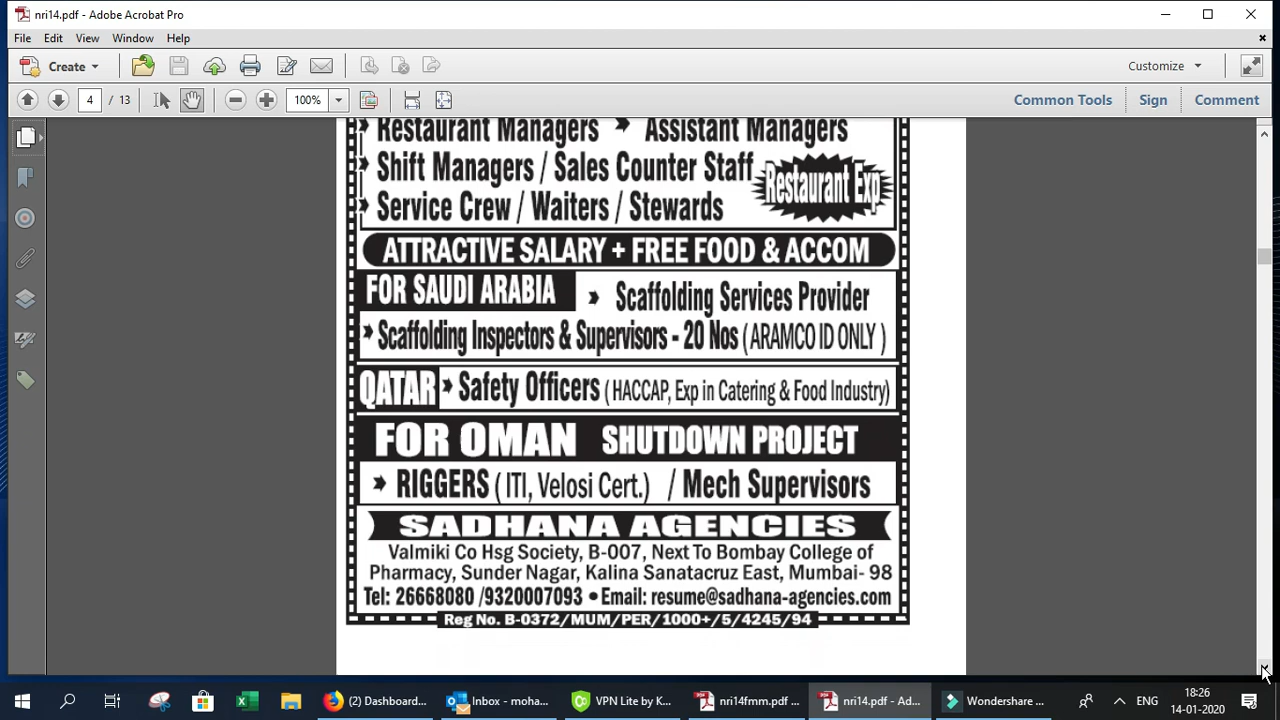 nri14.pdf - Adobe Acrobat Pro
File Edit View Window Help
Create Customize
4 / 13 100% Common Tools Sign Comment
Restaurant Managers Assistant Managers
Shift Managers / Sales Counter Staff
Restaurant Exp
Service Crew / Waiters / Stewards
ATTRACTIVE SALARY + FREE FOOD & ACCOM
FOR SAUDI ARABIA Scaffolding Services Provider
Scaffolding Inspectors & Supervisors - 20 Nos (ARAMCO ID ONLY )
QATAR Safety Officers ( HACCAP, Exp in Catering & Food Industry)
FOR OMAN SHUTDOWN PROJECT
RIGGERS ( ITI, Velosi Cert.) / Mech Supervisors
SADHANA AGENCIES
Valmiki Co Hsg Society, B-007, Next To Bombay College of
Pharmacy, Sunder Nagar, Kalina Sanatacruz East, Mumbai- 98
Tel: 26668080 /9320007093 • Email: resume@sadhana-agencies.com
Reg No. B-0372/MUM/PER/1000+/5/4245/94
(2) Dashboard... Inbox - moha... VPN Lite by K... nri14fmm.pdf ... nri14.pdf - Ad... Wondershare ... ENG 18:26
14-01-2020